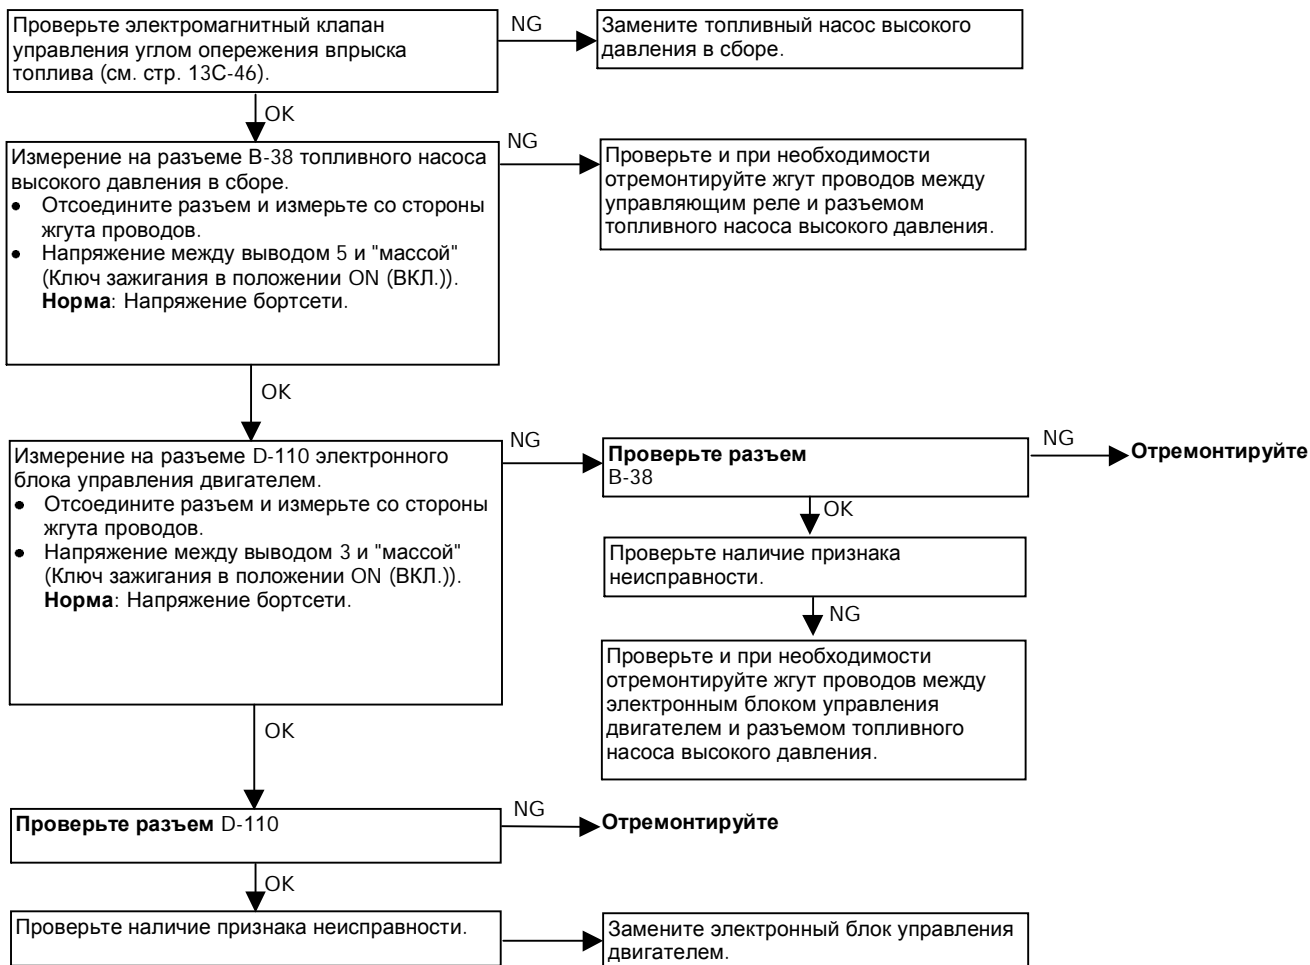 Проверьте электромагнитный клапан
управления углом опережения впрыска
топлива (см. стр. 13C-46).
NG
Замените топливный насос высокого
давления в сборе.
OK
Измерение на разъеме B-38 топливного насоса
высокого давления в сборе.
● Отсоедините разъем и измерьте со стороны
жгута проводов.
● Напряжение между выводом 5 и "массой"
(Ключ зажигания в положении ON (ВКЛ.)).
Норма: Напряжение бортсети.
NG
Проверьте и при необходимости
отремонтируйте жгут проводов между
управляющим реле и разъемом
топливного насоса высокого давления.
OK
Измерение на разъеме D-110 электронного
блока управления двигателем.
● Отсоедините разъем и измерьте со стороны
жгута проводов.
● Напряжение между выводом 3 и "массой"
(Ключ зажигания в положении ON (ВКЛ.)).
Норма: Напряжение бортсети.
NG
Проверьте разъем
B-38
NG
Отремонтируйте
OK
Проверьте наличие признака
неисправности.
NG
Проверьте и при необходимости
отремонтируйте жгут проводов между
электронным блоком управления
двигателем и разъемом топливного
насоса высокого давления.
OK
Проверьте разъем D-110
NG
Отремонтируйте
OK
Проверьте наличие признака неисправности.
Замените электронный блок управления
двигателем.